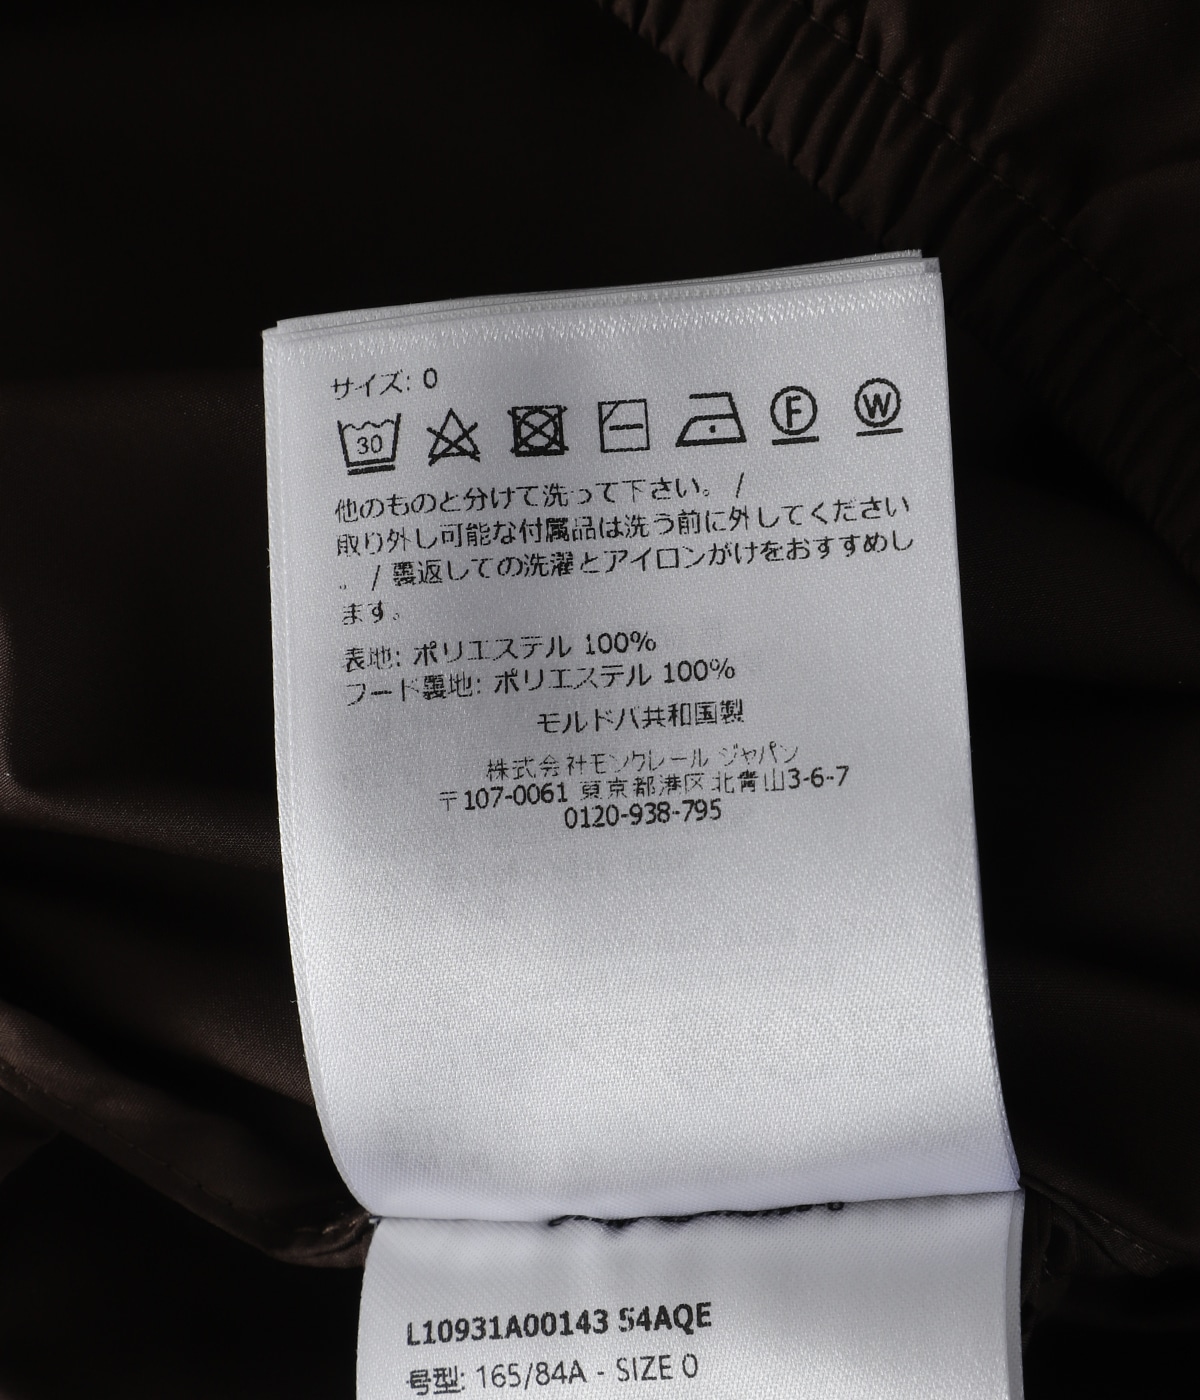 サイズ: 0
30
F W
他のものと分けて洗って下さい。 /
取り外し可能な付属品は洗う前に外してください
。 / 裏返しての洗濯とアイロンがけをおすすめし
ます。
表地: ポリエステル 100%
フード裏地: ポリエステル 100%
モルドバ共和国製
株式会社モンクレール ジャパン
〒107-0061 東京都港区 北青山3-6-7
0120-938-795
L10931A00143 54AQE
号型: 165/84A - SIZE 0